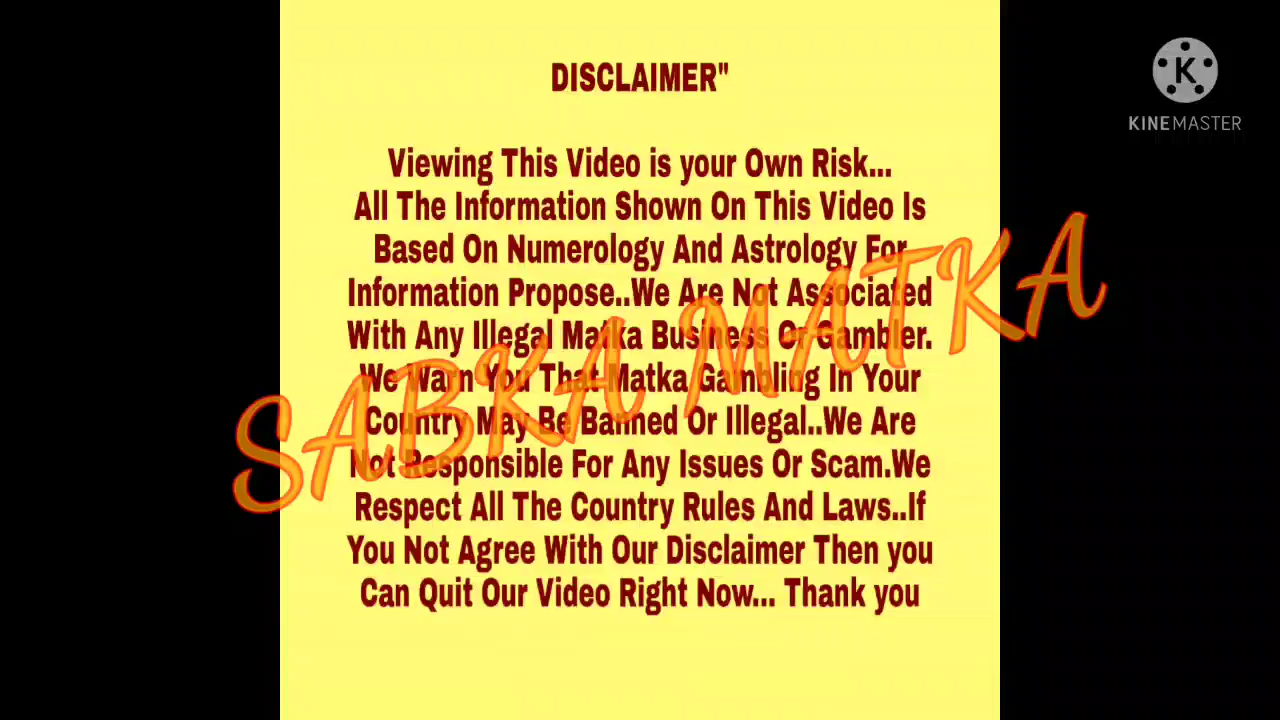 DISCLAIMER"
Viewing This Video is your Own Risk...
All The Information Shown On This Video Is
Based On Numerology And Astrology For
Information Propose..We Are Not Associated
With Any Illegal Matka Business Or Gambler.
We Warn You That Matka Gambling In Your
Country May Be Banned Or Illegal..We Are
Not Responsible For Any Issues Or Scam.We
Respect All The Country Rules And Laws..If
You Not Agree With Our Disclaimer Then you
Can Quit Our Video Right Now... Thank you
SABKA MATKA
K
KINEMASTER